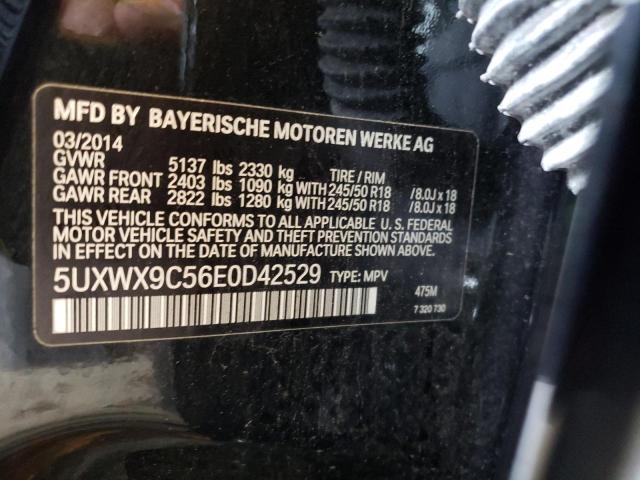 MFD BY BAYERISCHE MOTOREN WERKE AG
03/2014
GVWR 5137 lbs 2330 kg TIRE / RIM
GAWR FRONT 2403 lbs 1090 kg WITH 245/50 R18 /8.0J x 18
GAWR REAR 2822 lbs 1280 kg WITH 245/50 R18 /8.0J x 18
THIS VEHICLE CONFORMS TO ALL APPLICABLE U. S. FEDERAL
MOTOR VEHICLE SAFETY AND THEFT PREVENTION STANDARDS
IN EFFECT ON THE DATE OF MANUFACTURE SHOWN ABOVE.
5UXWX9C56E0D42529 TYPE: MPV
475M
7 320 730